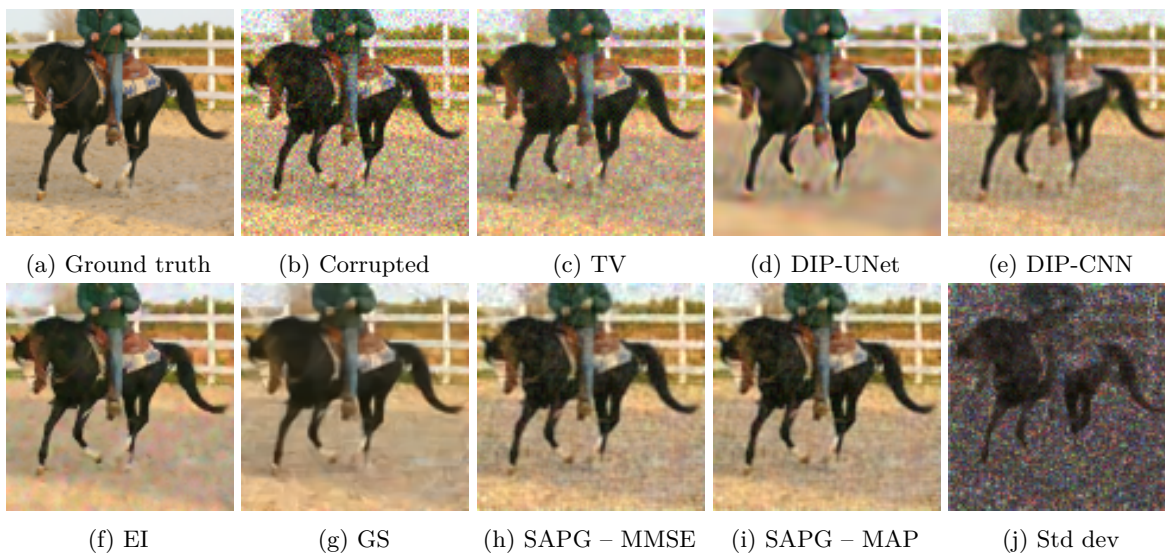 (a) Ground truth
(b) Corrupted
(c) TV
(d) DIP-UNet
(e) DIP-CNN
(f) EI
(g) GS
(h) SAPG – MMSE
(i) SAPG – MAP
(j) Std dev